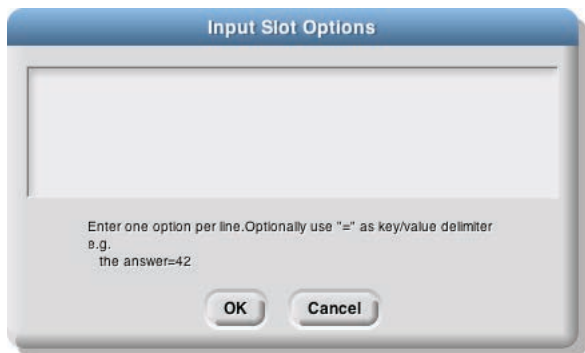 Input Slot Options
Enter one option per line.Optionally use "=" as key/value delimiter
e.g.
the answer=42
OK
Cancel